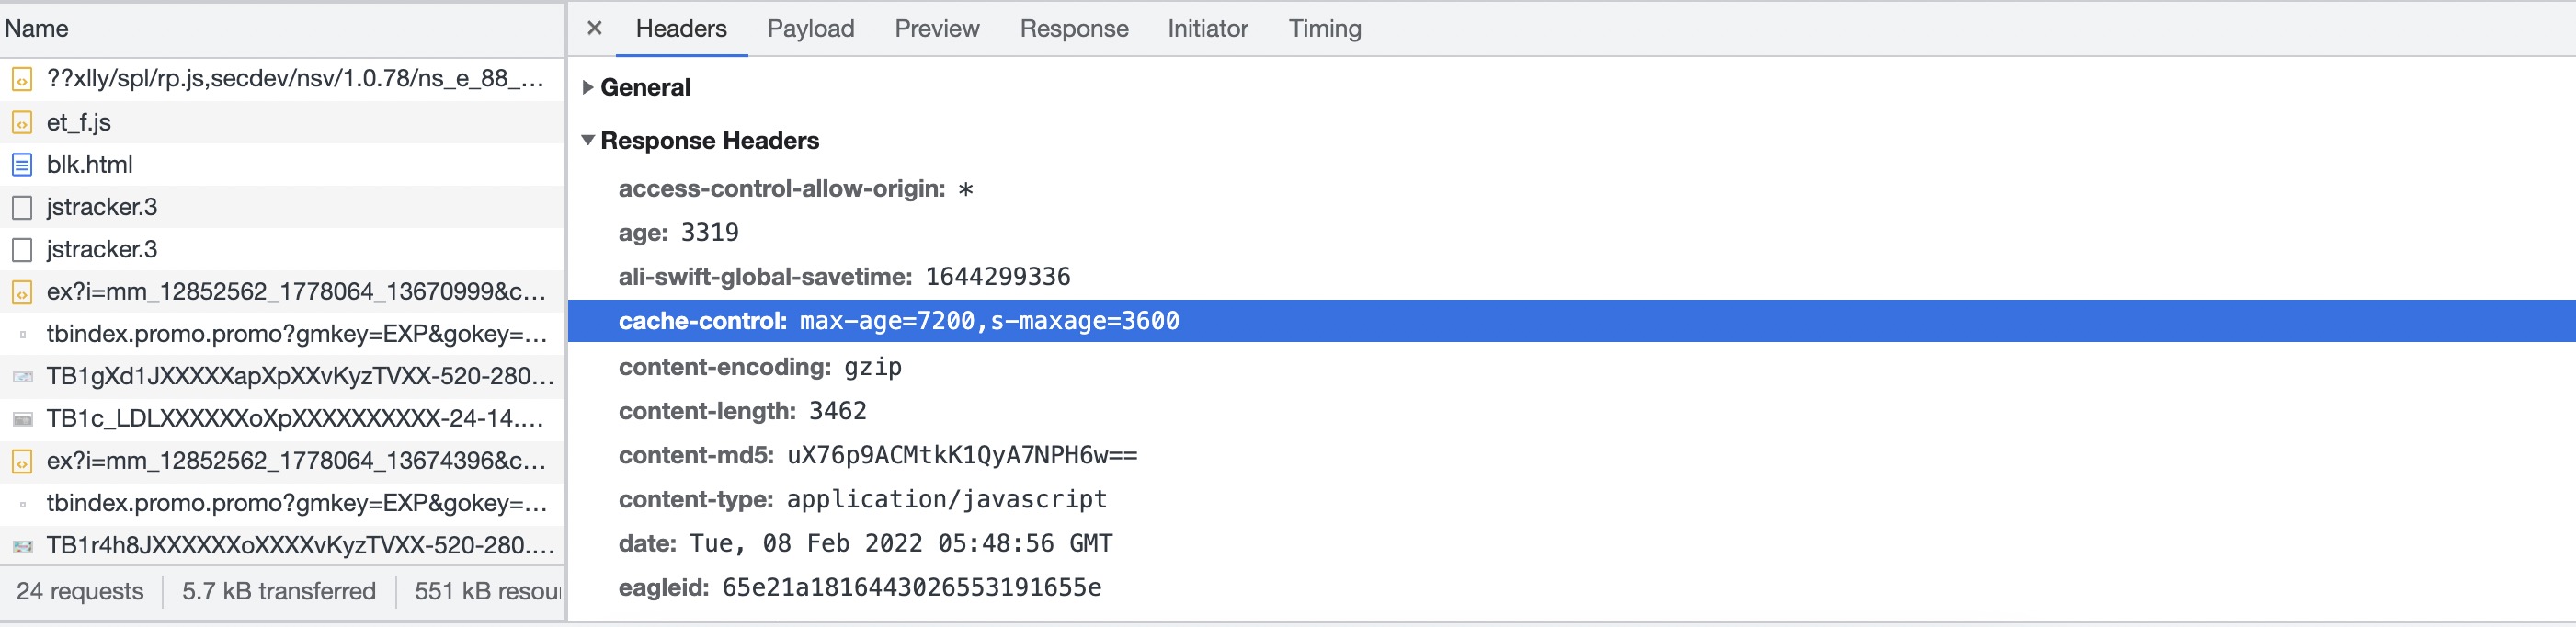 Name
??xlly/spl/rp.js,secdev/nsv/1.0.78/ns_e_88_...
et_f.js
blk.html
jstracker.3
jstracker.3
ex?i=mm_12852562_1778064_13670999&c...
tbindex.promo.promo?gmkey=EXP&gokey=...
TB1gXd1JXXXXXapXpXXvKyzTVXX-520-280...
TB1c_LDLXXXXXXoXpXXXXXXXXXX-24-14....
ex?i=mm_12852562_1778064_13674396&c...
tbindex.promo.promo?gmkey=EXP&gokey=...
TB1r4h8JXXXXXXoXXXXvKyzTVXX-520-280....
24 requests 5.7 kB transferred 551 kB resou
× Headers Payload Preview Response Initiator Timing
General
Response Headers
access-control-allow-origin: *
age: 3319
ali-swift-global-savetime: 1644299336
cache-control: max-age=7200,s-maxage=3600
content-encoding: gzip
content-length: 3462
content-md5: uX76p9ACMtkK1QyA7NPH6w==
content-type: application/javascript
date: Tue, 08 Feb 2022 05:48:56 GMT
eagleid: 65e21a18164430265531​91655e